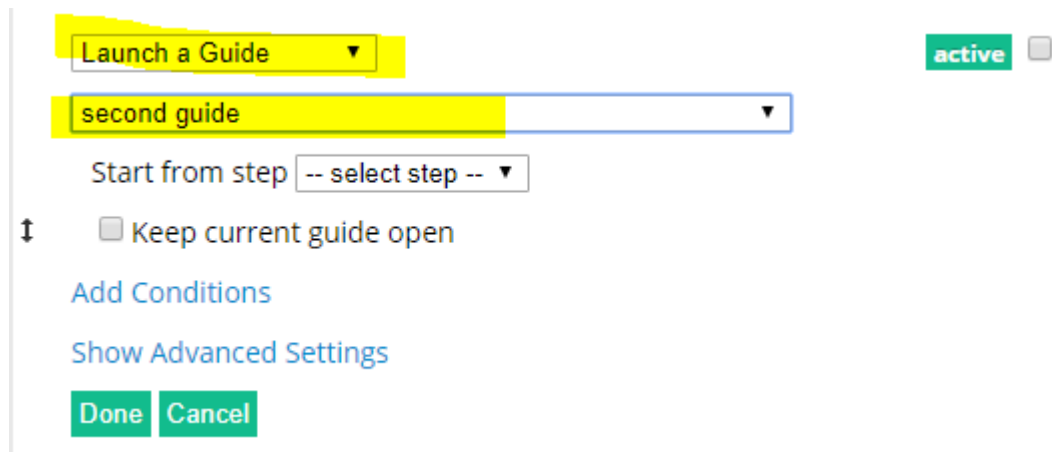 Launch a Guide
active
second guide
Start from step -- select step --
Keep current guide open
Add Conditions
Show Advanced Settings
Done Cancel